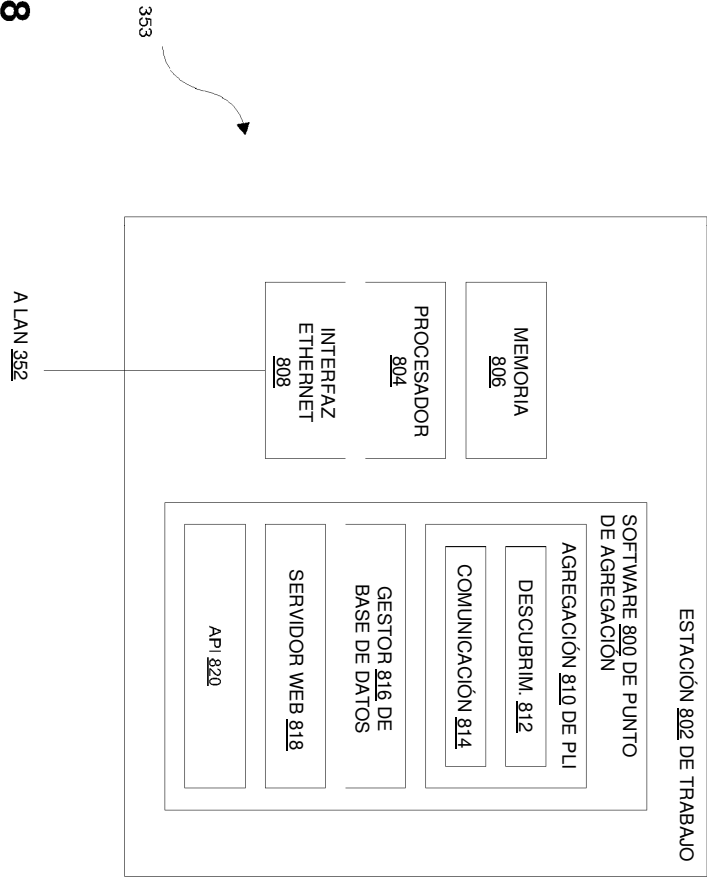 353
ESTACIÓN 802 DE TRABAJO
MEMORIA
806
PROCESADOR
804
INTERFAZ
ETHERNET
808
SOFTWARE 800 DE PUNTO
DE AGREGACIÓN
AGREGACIÓN 810 DE PLI
DESCUBRIM. 812
COMUNICACIÓN 814
GESTOR 816 DE
BASE DE DATOS
SERVIDOR WEB 818
API 820
A LAN 352
8